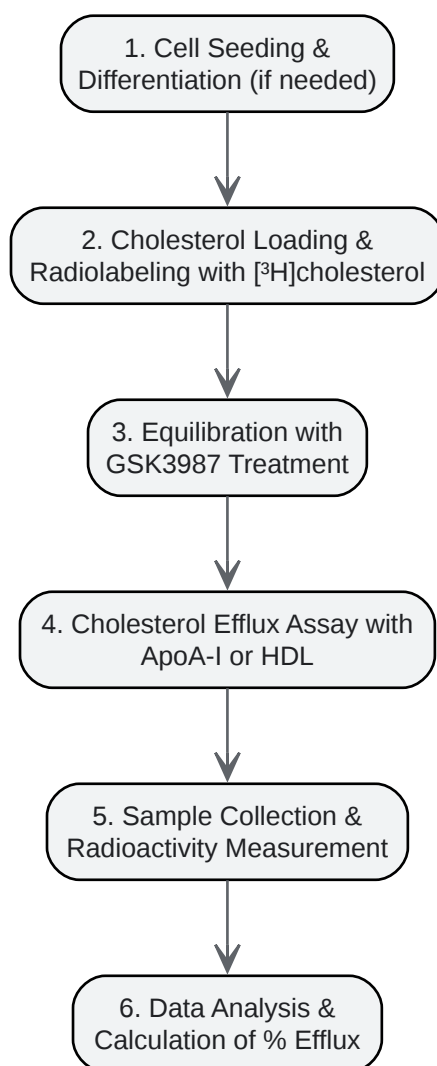 1. Cell Seeding &
Differentiation (if needed)
2. Cholesterol Loading &
Radiolabeling with [³H]cholesterol
3. Equilibration with
GSK3987 Treatment
4. Cholesterol Efflux Assay with
ApoA-I or HDL
5. Sample Collection &
Radioactivity Measurement
6. Data Analysis &
Calculation of % Efflux